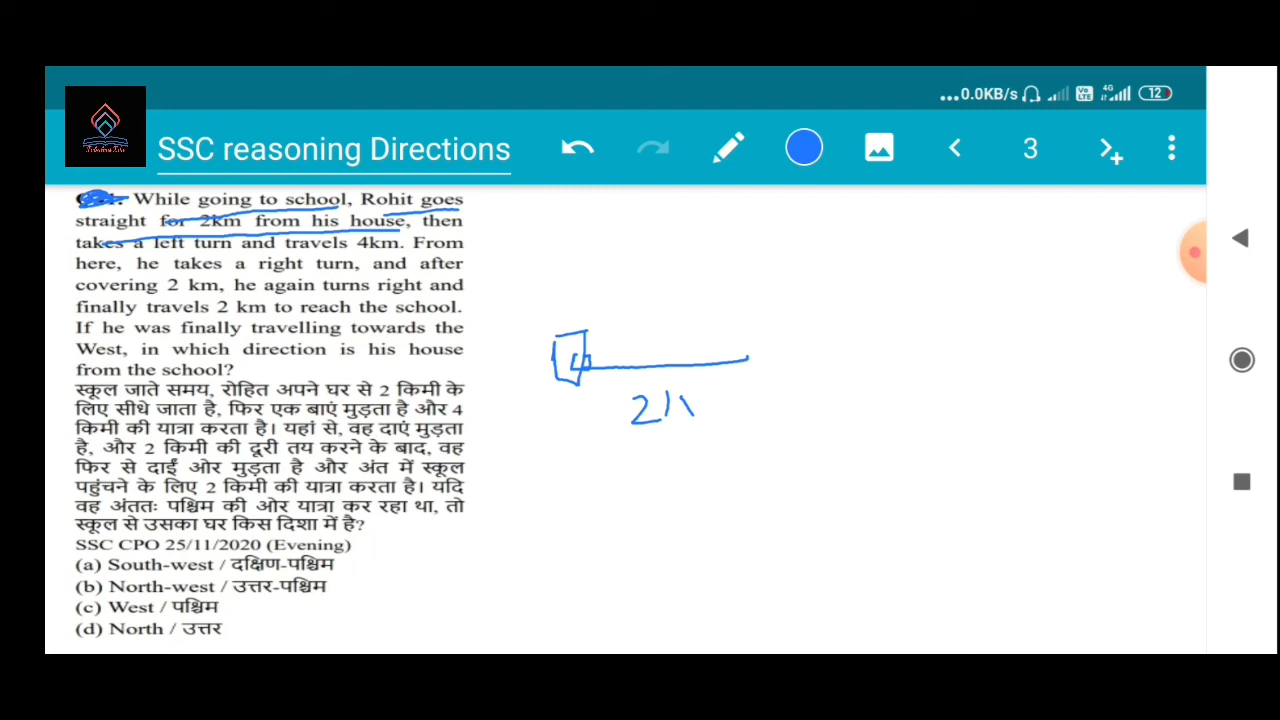 ...0.0KB/s Vo LTE 4G 12
SSC reasoning Directions
3
While going to school, Rohit goes
straight for 2km from his house, then
takes a left turn and travels 4km. From
here, he takes a right turn, and after
covering 2 km, he again turns right and
finally travels 2 km to reach the school.
If he was finally travelling towards the
West, in which direction is his house
from the school?
स्कूल जाते समय, रोहित अपने घर से 2 किमी के
लिए सीधे जाता है, फिर एक बाएं मुड़ता है और 4
किमी की यात्रा करता है। यहां से, वह दाएं मुड़ता
है, और 2 किमी की दूरी तय करने के बाद, वह
फिर से दाईं ओर मुड़ता है और अंत में स्कूल
पहुंचने के लिए 2 किमी की यात्रा करता है। यदि
वह अंततः पश्चिम की ओर यात्रा कर रहा था, तो
स्कूल से उसका घर किस दिशा में है?
SSC CPO 25/11/2020 (Evening)
(a) South-west / दक्षिण-पश्चिम
(b) North-west / उत्तर-पश्चिम
(c) West / पश्चिम
(d) North / उत्तर